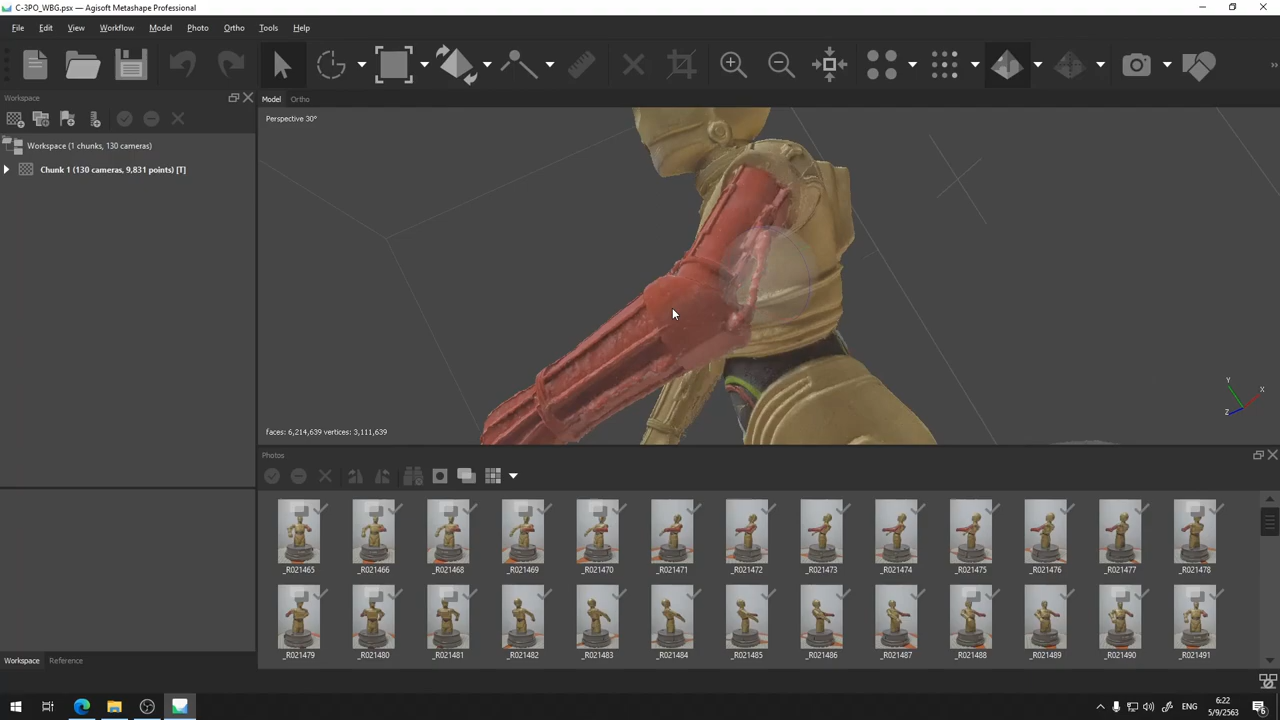 C-3PO_WBG.psx — Agisoft Metashape Professional
File Edit View Workflow Model Photo Ortho Tools Help
Workspace
Model Ortho
Perspective 30°
Workspace (1 chunks, 130 cameras)
Chunk 1 (130 cameras, 9,831 points) [T]
Y
X
Z
faces: 6,214,639 vertices: 3,111,639
Photos
_R021465 _R021466 _R021468 _R021469 _R021470 _R021471 _R021472 _R021473 _R021474 _R021475 _R021476 _R021477 _R021478
_R021479 _R021480 _R021481 _R021482 _R021483 _R021484 _R021485 _R021486 _R021487 _R021488 _R021489 _R021490 _R021491
Workspace Reference
ENG
6:22
5/9/2563